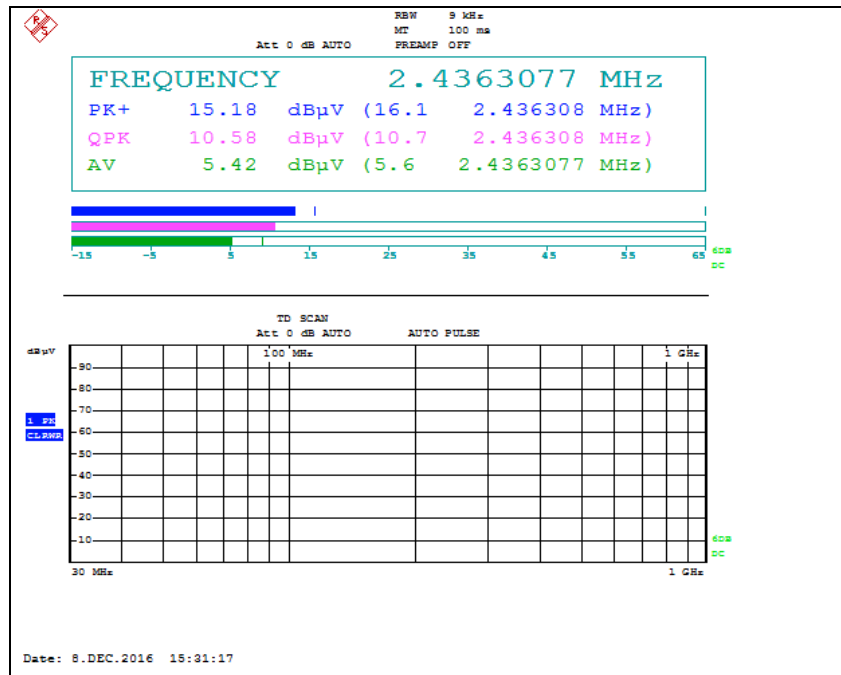 R S
RBW 9 kHz
MT 100 ms
Att 0 dB AUTO PREAMP OFF
FREQUENCY 2.4363077 MHz
PK+ 15.18 dBµV (16.1 2.436308 MHz)
QPK 10.58 dBµV (10.7 2.436308 MHz)
AV 5.42 dBµV (5.6 2.4363077 MHz)
-15 -5 5 15 25 35 45 55 65
6DB
DC
TD SCAN
Att 0 dB AUTO AUTO PULSE
dBµV
100 MHz 1 GHz
90
80
70
1 PK
CLRWR
60
50
40
30
20
10
6DB
DC
30 MHz 1 GHz
Date: 8.DEC.2016 15:31:17